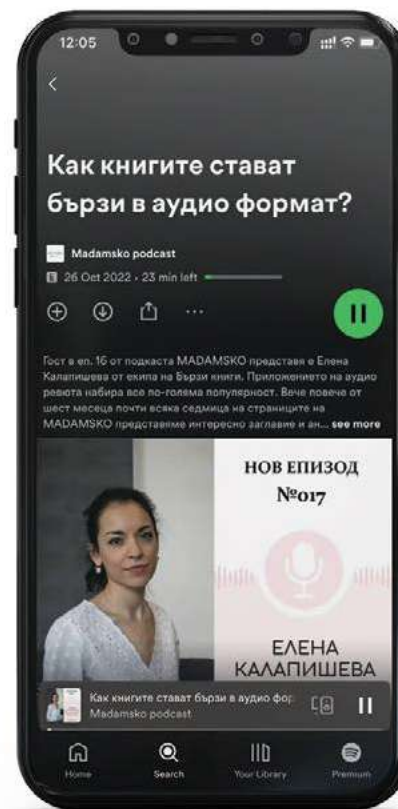 12:05
Как книгите стават
бързи в аудио формат?
Madamsko podcast
E 26 Oct 2022 • 23 min left
Гост в еп. 16 от подкаста MADAMSKO представя е Елена
Калапишева от екипа на Бързи книги. Приложението на аудио
ревюта набира все по-голяма популярност. Вече повече от
шест месеца почти всяка седмица на страниците на
MADAMSKO представяме интересно заглавие и ан... see more
НОВ ЕПИЗОД
№017
ЕЛЕНА
КАЛАПИШЕВА
Как книгите стават бързи в аудио фор
Madamsko podcast
Home Search Your Library Premium